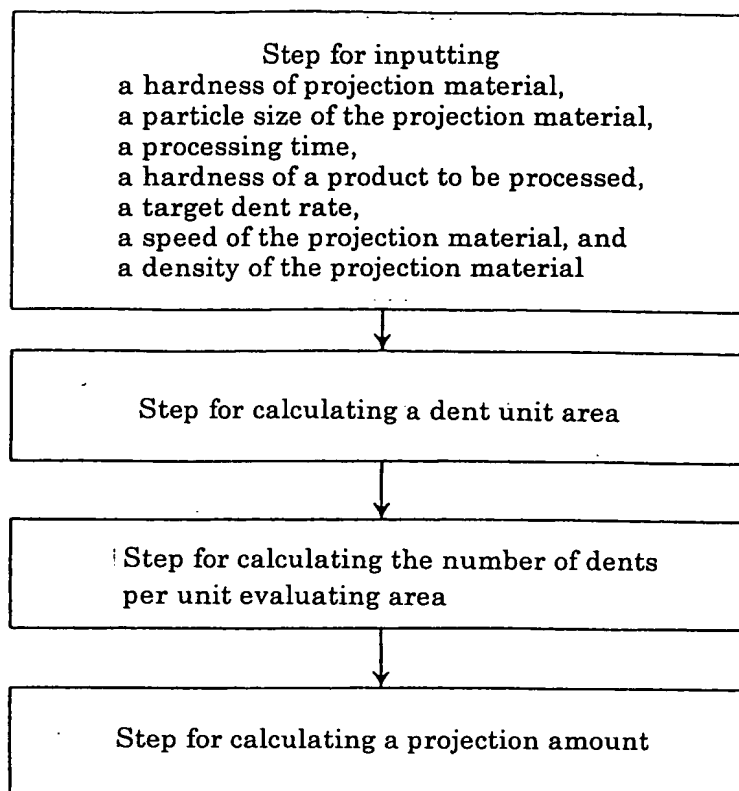 Step for inputting
a hardness of projection material,
a particle size of the projection material,
a processing time,
a hardness of a product to be processed,
a target dent rate,
a speed of the projection material, and
a density of the projection material
Step for calculating a dent unit area
Step for calculating the number of dents
per unit evaluating area
Step for calculating a projection amount